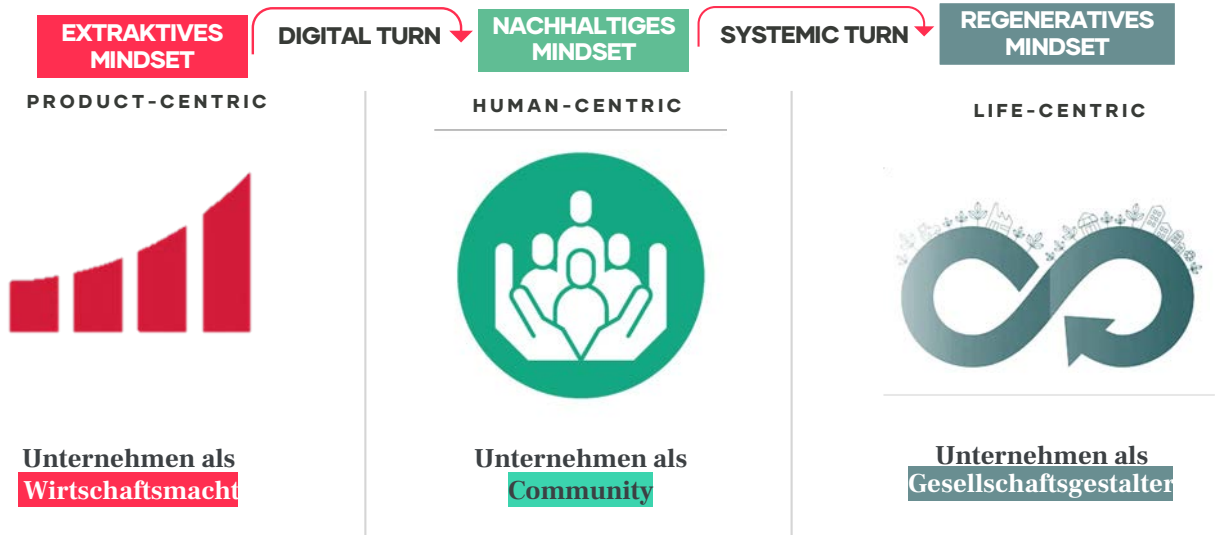 EXTRAKTIVES
MINDSET
DIGITAL TURN
NACHHALTIGES
MINDSET
SYSTEMIC TURN
REGENERATIVES
MINDSET
PRODUCT-CENTRIC
HUMAN-CENTRIC
LIFE-CENTRIC
Unternehmen als
Wirtschaftsmacht
Unternehmen als
Community
Unternehmen als
Gesellschaftsgestalter